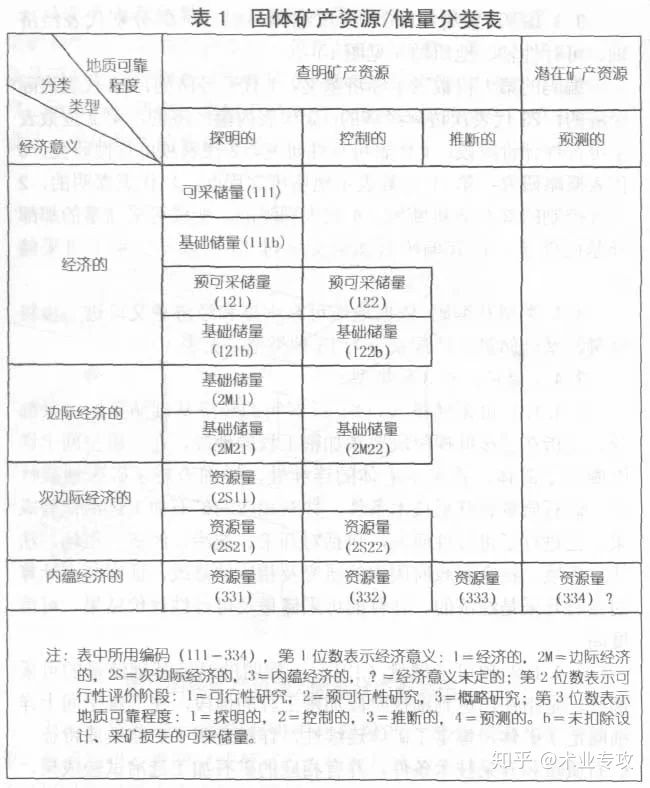 表 1 固体矿产资源/储量分类表
地质可靠
程度
分类
类型
经济意义
查明矿产资源
潜在矿产资源
探明的
控制的
推断的
预测的
经济的
可采储量(111)
基础储量(111b)
预可采储量
(121)
预可采储量
(122)
基础储量
(121b)
基础储量
(122b)
边际经济的
基础储量
(2M11)
基础储量
(2M21)
基础储量
(2M22)
次边际经济的
资源量
(2S11)
资源量
(2S21)
资源量
(2S22)
内蕴经济的
资源量
(331)
资源量
(332)
资源量
(333)
资源量
(334) ?
注: 表中所用编码(111-334), 第1位数表示经济意义: 1=经济的, 2M=边际经济
的, 2S=次边际经济的, 3=内蕴经济的, ? =经济意义未定的; 第2位数表示可
行性评价阶段: 1=可行性研究, 2=预可行性研究, 3=概略研究; 第3位数表示
地质可靠程度: 1=探明的, 2=控制的, 3=推断的, 4=预测的。b=未扣除设
计、采矿损失的可采储量。
知乎 @术业专攻